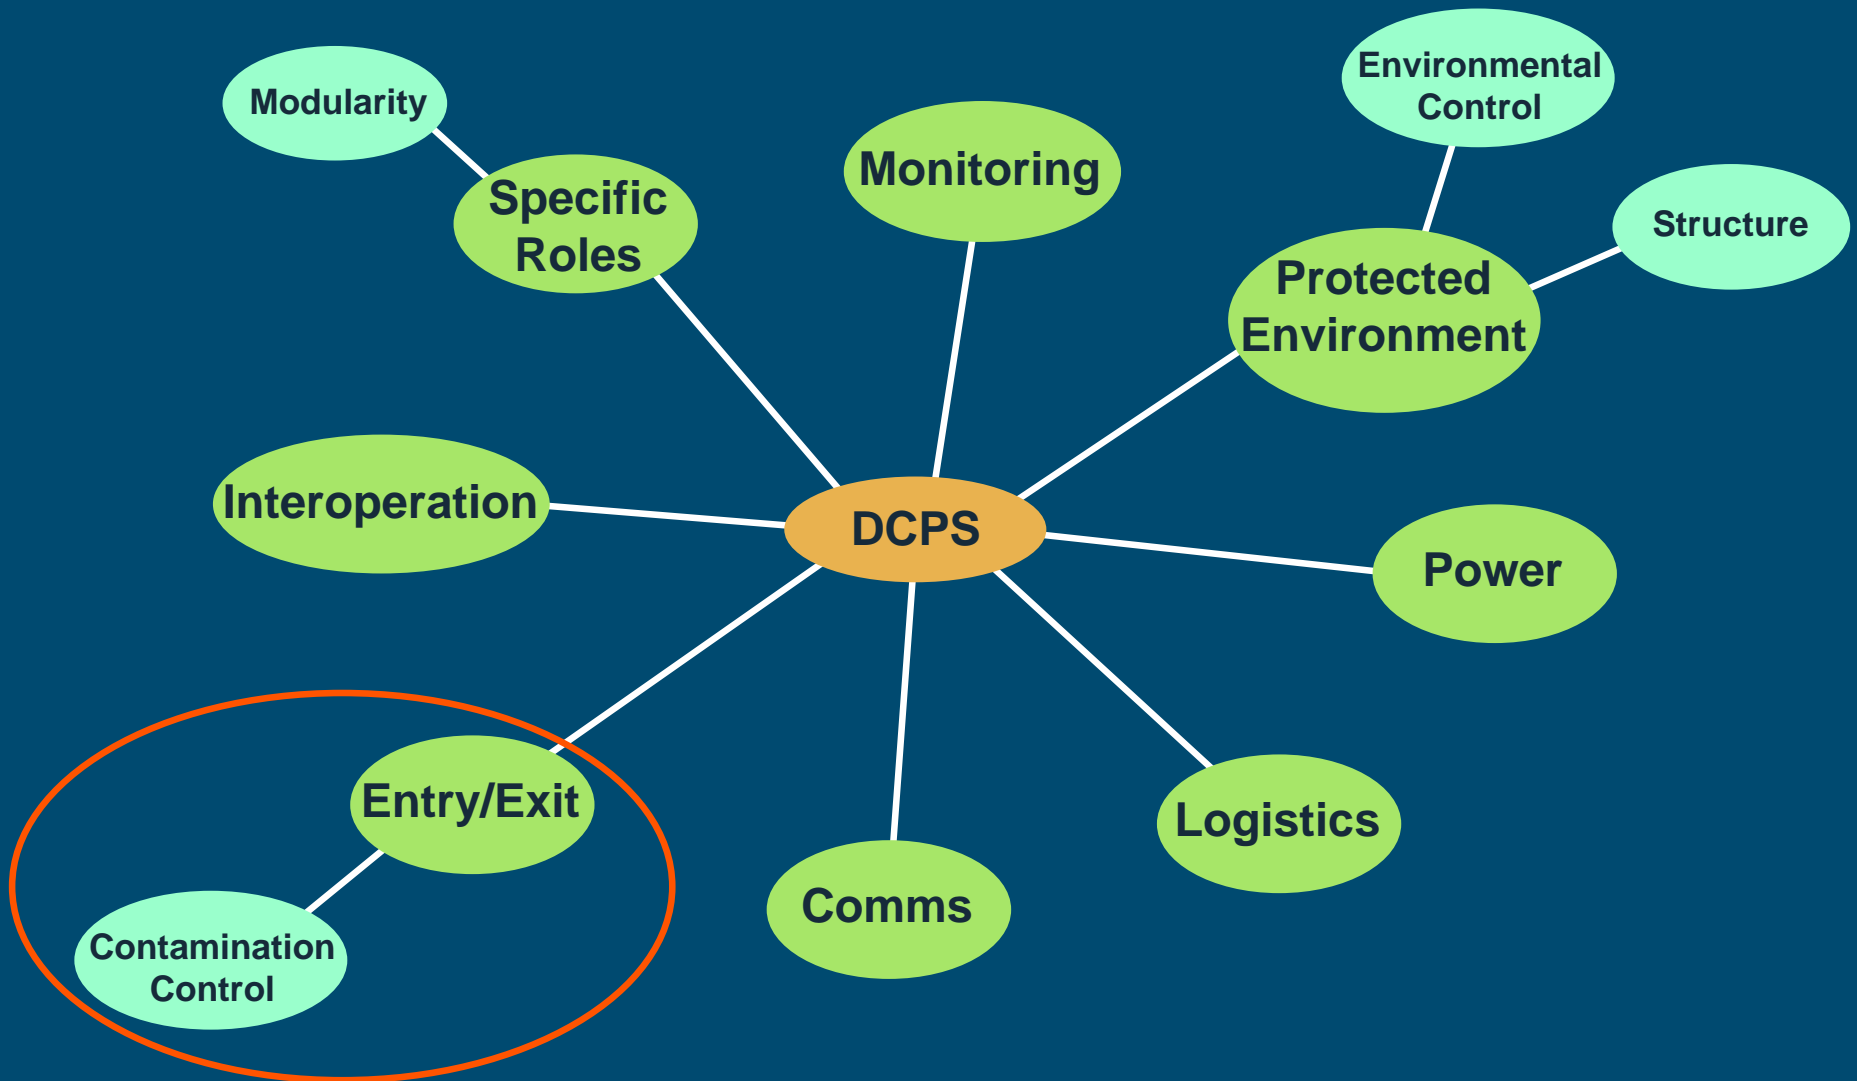 Modularity
Specific
Roles
Monitoring
Environmental
Control
Structure
Protected
Environment
Interoperation
DCPS
Power
Entry/Exit
Logistics
Comms
Contamination
Control